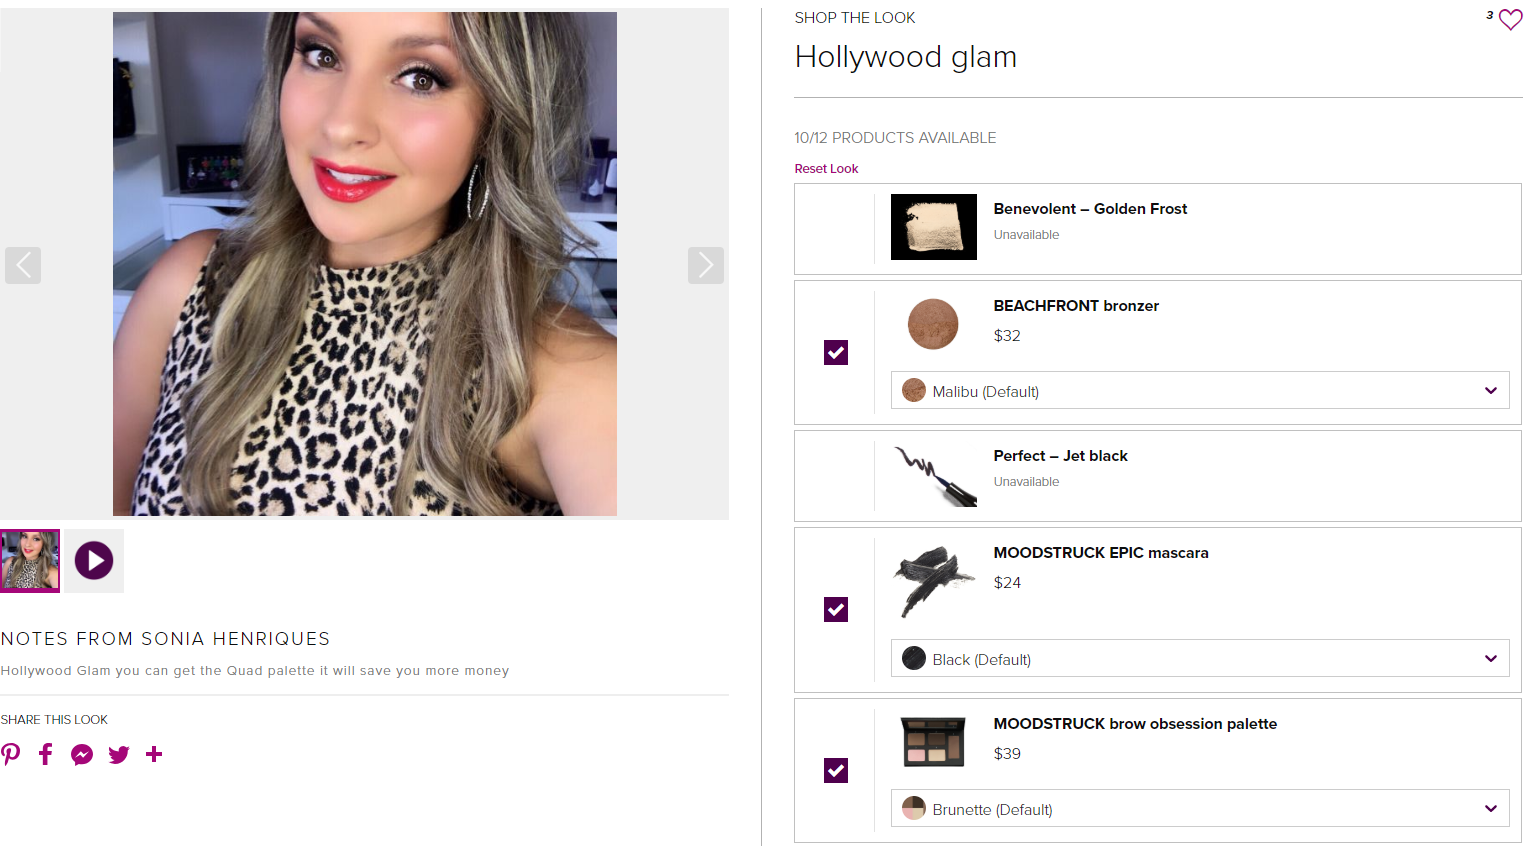 SHOP THE LOOK
3
Hollywood glam
10/12 PRODUCTS AVAILABLE
Reset Look
Benevolent – Golden Frost
Unavailable
BEACHFRONT bronzer
$32
Malibu (Default)
Perfect – Jet black
Unavailable
MOODSTRUCK EPIC mascara
$24
Black (Default)
MOODSTRUCK brow obsession palette
$39
Brunette (Default)
NOTES FROM SONIA HENRIQUES
Hollywood Glam you can get the Quad palette it will save you more money
SHARE THIS LOOK